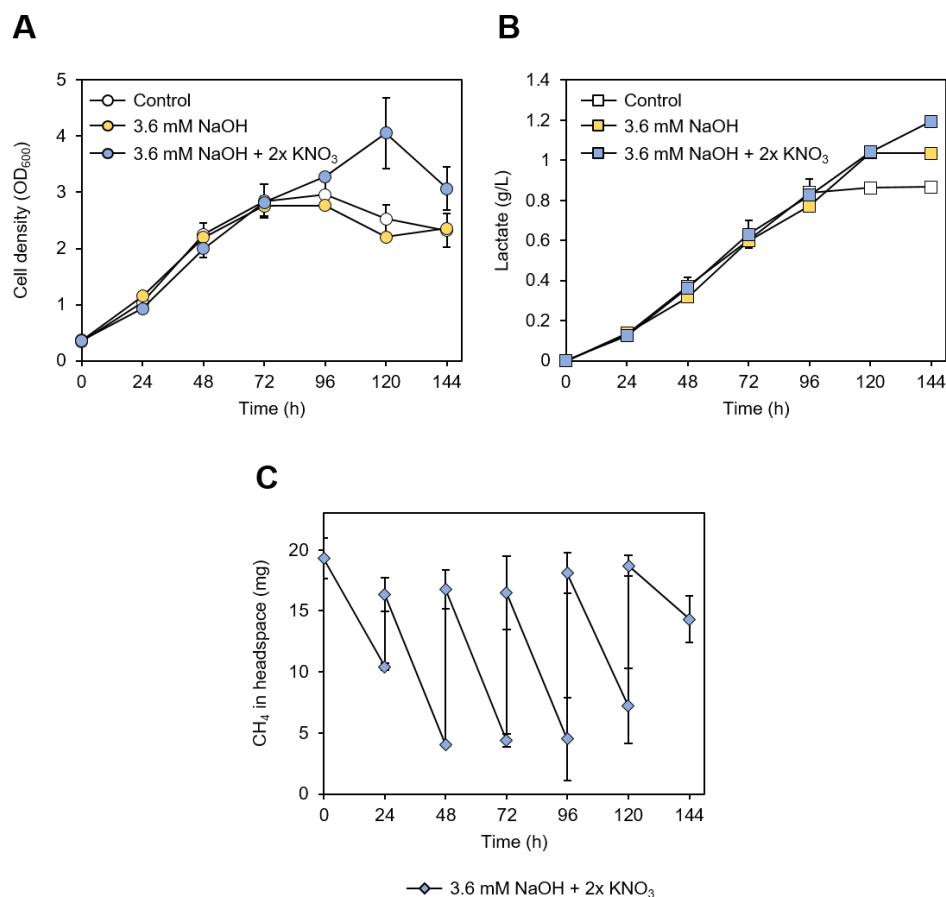 A
Cell density (OD₆₀₀)
5
4
3
2
1
0
Control
3.6 mM NaOH
3.6 mM NaOH + 2x KNO₃
0 24 48 72 96 120 144
Time (h)
B
Lactate (g/L)
1.4
1.2
1
0.8
0.6
0.4
0.2
0
Control
3.6 mM NaOH
3.6 mM NaOH + 2x KNO₃
0 24 48 72 96 120 144
Time (h)
C
CH₄ in headspace (mg)
20
15
10
5
0
0 24 48 72 96 120 144
Time (h)
3.6 mM NaOH + 2x KNO₃